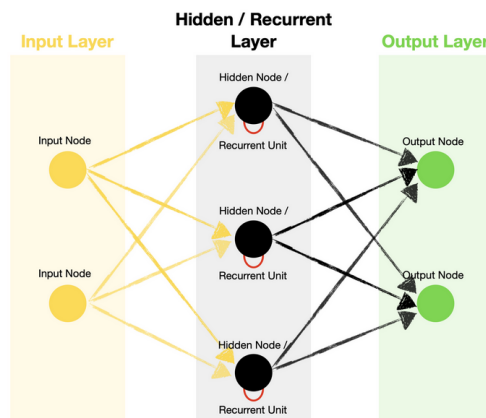 Hidden / Recurrent
Layer
Input Layer
Output Layer
Hidden Node /
Recurrent Unit
Input Node
Output Node
Hidden Node /
Recurrent Unit
Input Node
Output Node
Hidden Node /
Recurrent Unit